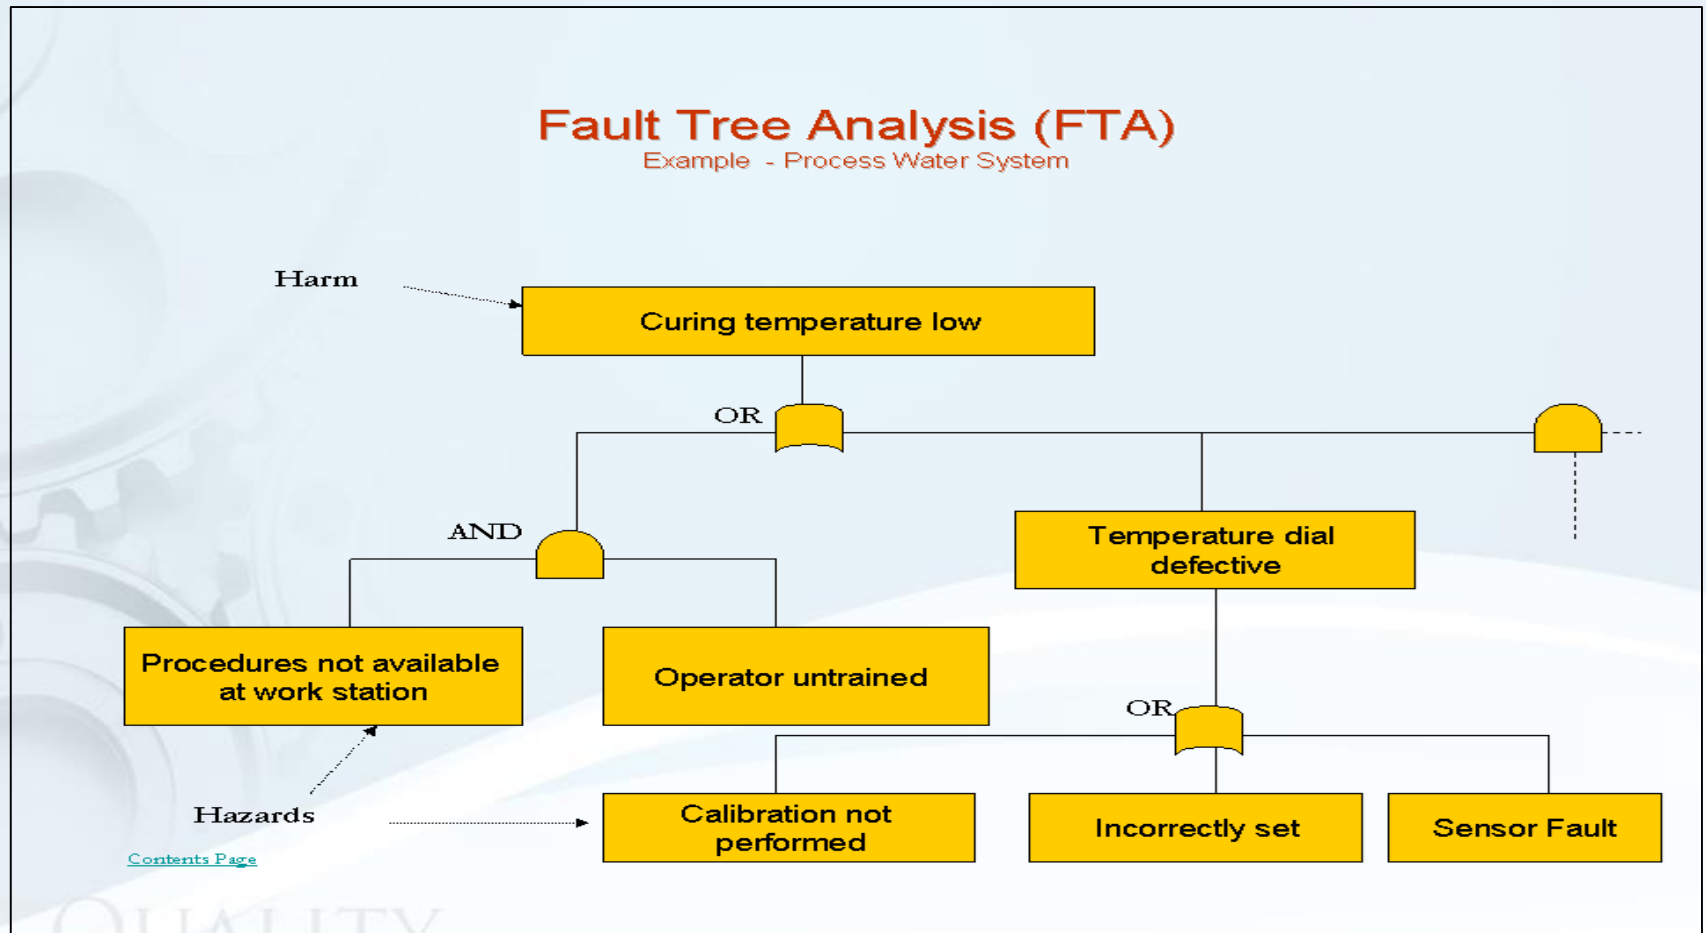 Fault Tree Analysis (FTA)
Example - Process Water System
Harm
Curing temperature low
OR
AND
Temperature dial
defective
Procedures not available
at work station
Operator untrained
OR
Hazards
Calibration not
performed
Incorrectly set
Sensor Fault
Contents Page
QUALITY